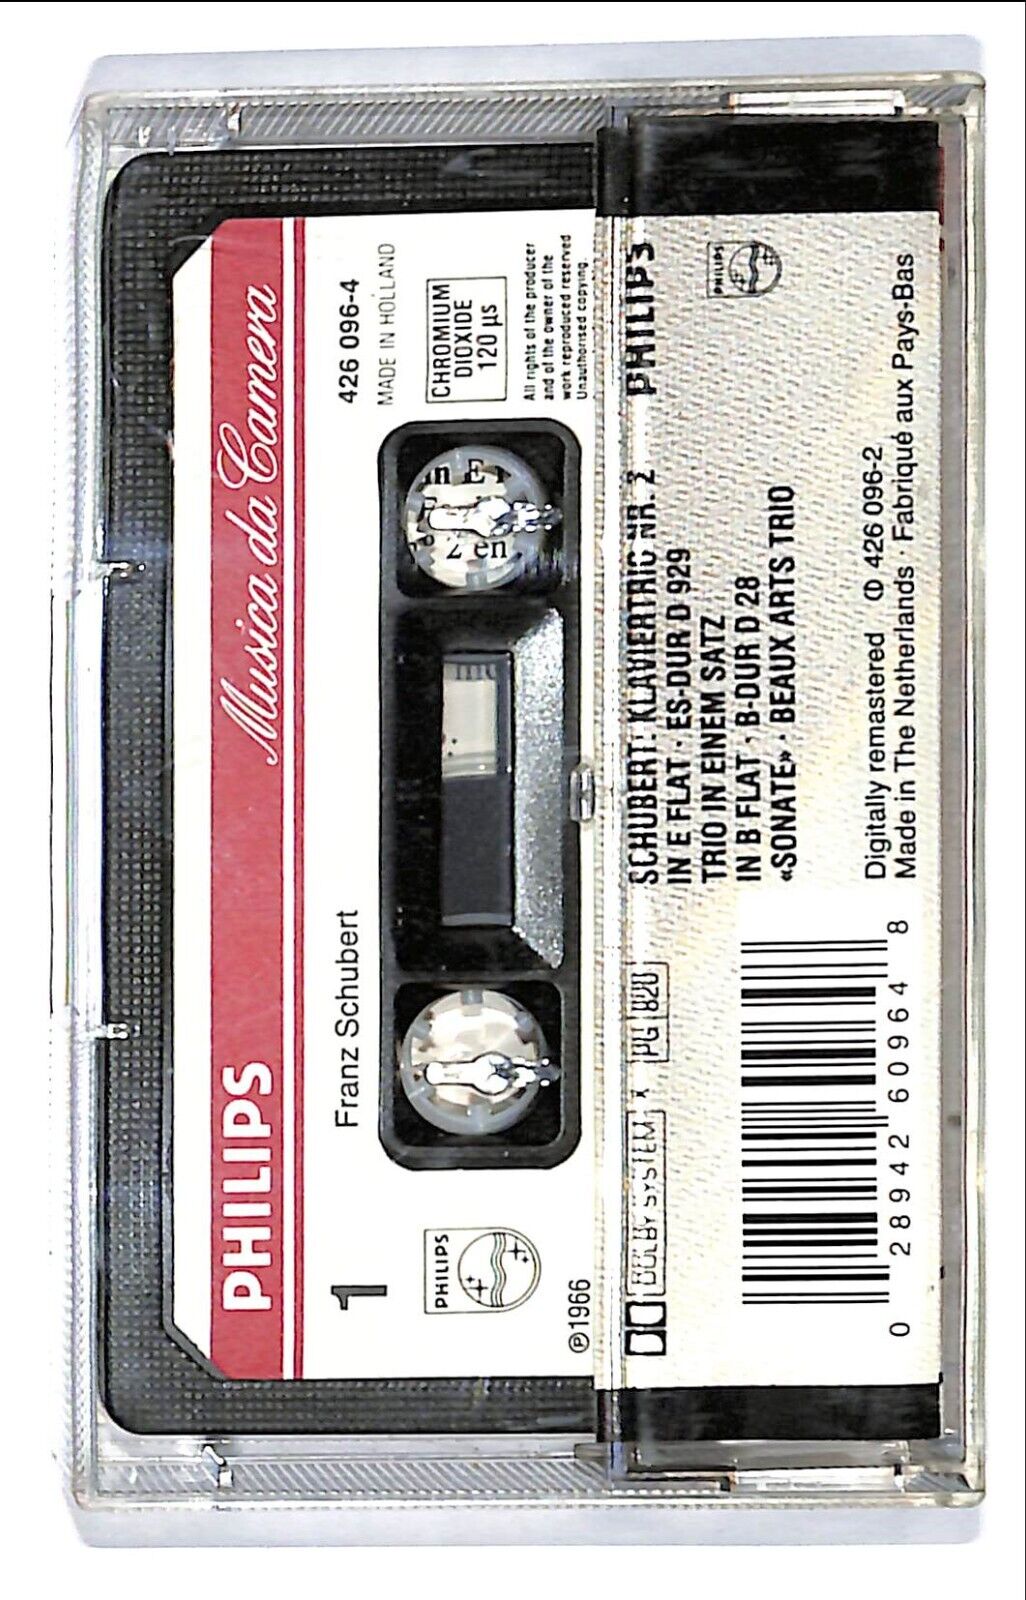 PHILIPS Musica da Camera
Franz Schubert
426 096-4
MADE IN HOLLAND
1
PHILIPS
CHROMIUM
DIOXIDE
120 µs
All rights of the producer
and of the owner of the
work reproduced reserved
Unauthorised copying.
℗1966
2 en
DOLBY SYSTEM
PG 820
SCHUBERT: KLAVIERTRIO NR. 2
PHILIPS
IN E FLAT · ES-DUR D 929
TRIO IN EINEM SATZ
IN B FLAT · B-DUR D 28
«SONATE» · BEAUX ARTS TRIO
PHILIPS
Digitally remastered ℗ 426 096-2
Made in The Netherlands · Fabriqué aux Pays-Bas
0 28942 60964 8